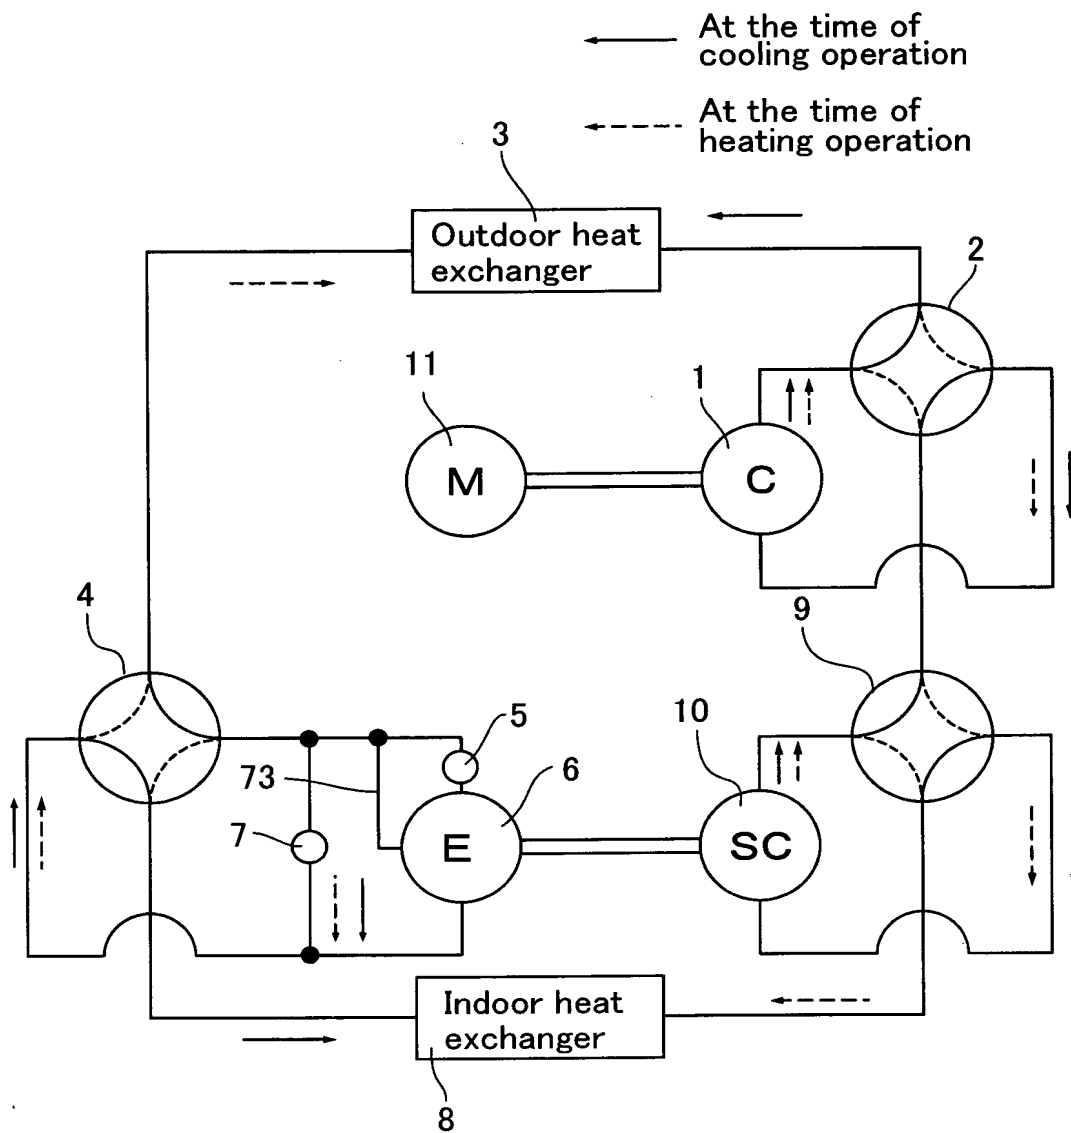 At the time of
cooling operation
At the time of
heating operation
3
Outdoor heat
exchanger
2
11
1
M
C
4
9
10
5
73
6
7
E
SC
Indoor heat
exchanger
8